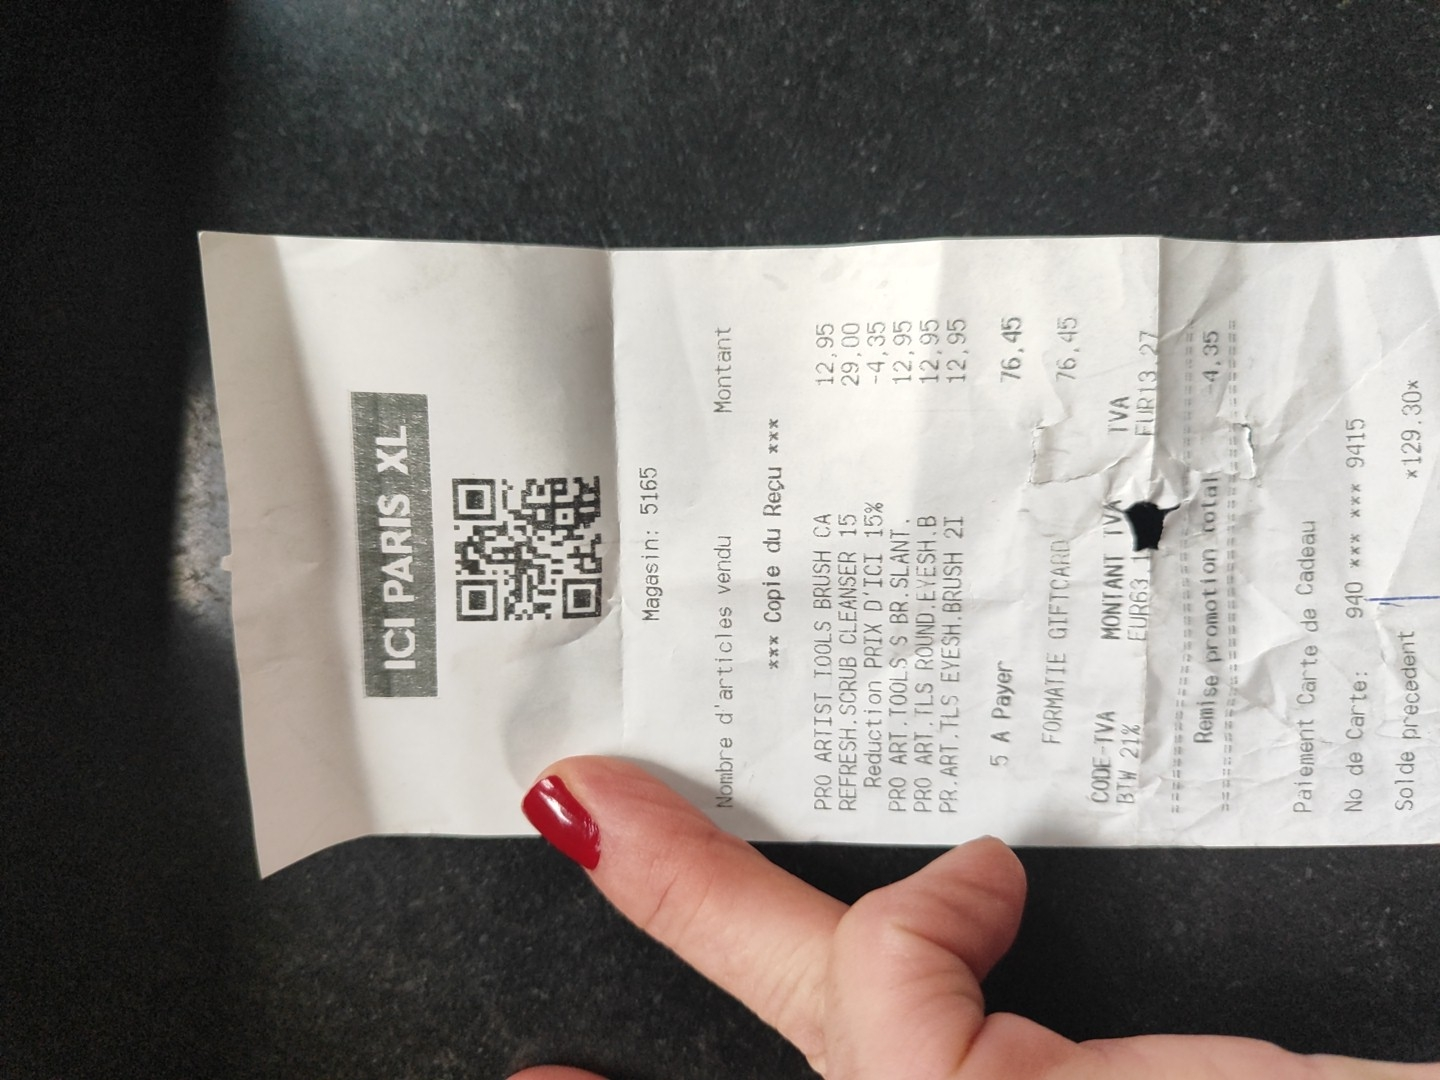 ICI PARIS XL
Magasin: 5165
Nombre d'articles vendu Montant
*** Copie du Reçu ***
PRO ARTIST TOOLS BRUSH CA 12,95
REFRESH.SCRUB CLEANSER 15 29,00
Reduction PRIX D'ICI 15% -4,35
PRO ART.TOOLS S BR.SLANT. 12,95
PRO ART.TLS ROUND.EYESH.B 12,95
PR.ART.TLS EYESH.BRUSH 2I 12,95
5 A Payer 76,45
FORMATIE GIFTCARD 76,45
CODE-TVA MONTANT TVA TVA
BTW 21% EUR63 EUR13,27
Remise promotion total -4,35
Paiement Carte de Cadeau
No de Carte: 940 *** *** 9415
Solde precedent *129.30*